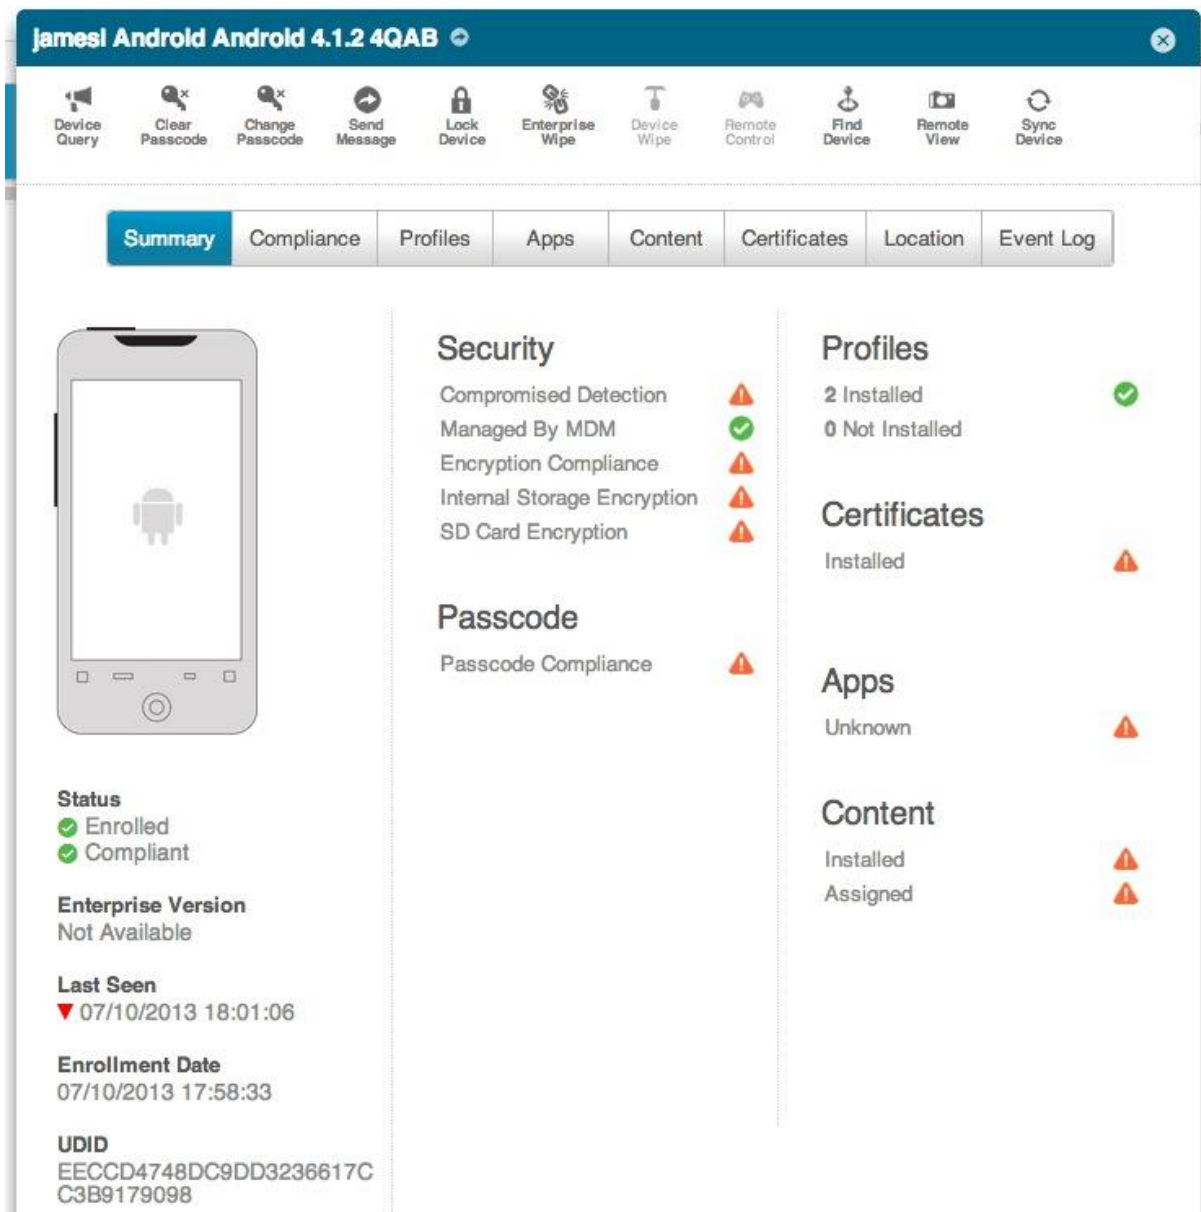 jamesl Android Android 4.1.2 4QAB
Device Query
Clear Passcode
Change Passcode
Send Message
Lock Device
Enterprise Wipe
Device Wipe
Remote Control
Find Device
Remote View
Sync Device
Summary
Compliance
Profiles
Apps
Content
Certificates
Location
Event Log
Status
Enrolled
Compliant
Enterprise Version
Not Available
Last Seen
07/10/2013 18:01:06
Enrollment Date
07/10/2013 17:58:33
UDID
EECCD4748DC9DD3236617C
C3B9179098
Security
Compromised Detection
Managed By MDM
Encryption Compliance
Internal Storage Encryption
SD Card Encryption
Passcode
Passcode Compliance
Profiles
2 Installed
0 Not Installed
Certificates
Installed
Apps
Unknown
Content
Installed
Assigned